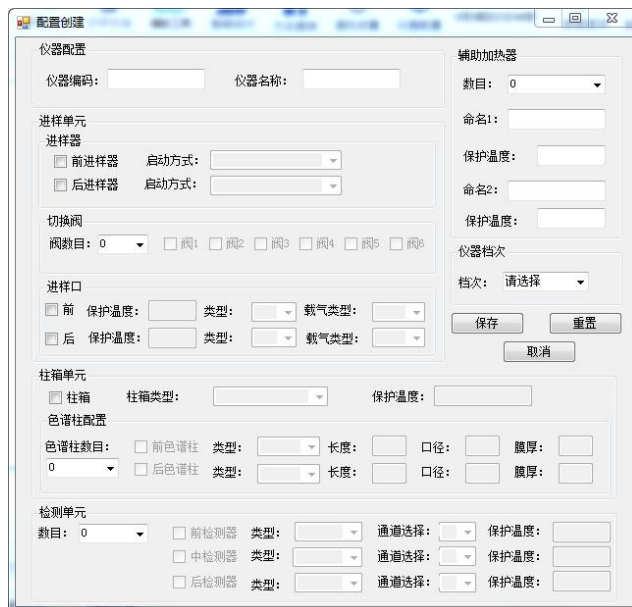 配置创建
仪器配置
仪器编码：
仪器名称：
进样单元
进样器
前进样器 启动方式：
后进样器 启动方式：
切换阀
阀数目： 0 阀1 阀2 阀3 阀4 阀5 阀6
进样口
前 保护温度： 类型： 载气类型：
后 保护温度： 类型： 载气类型：
辅助加热器
数目： 0
命名1：
保护温度：
命名2：
保护温度：
仪器档次
档次： 请选择
保存 重置
取消
柱箱单元
柱箱 柱箱类型： 保护温度：
色谱柱配置
色谱柱数目： 前色谱柱 类型： 长度： 口径： 膜厚：
0 后色谱柱 类型： 长度： 口径： 膜厚：
检测单元
数目： 0 前检测器 类型： 通道选择： 保护温度：
中检测器 类型： 通道选择： 保护温度：
后检测器 类型： 通道选择： 保护温度：